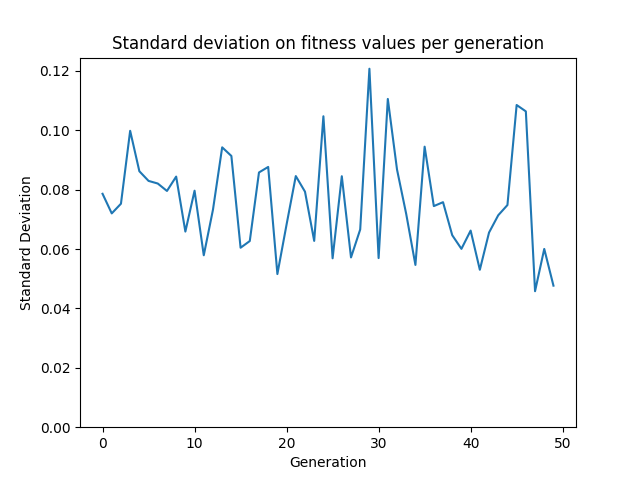 Standard deviation on fitness values per generation
0.12
0.10
0.08
0.06
0.04
0.02
0.00
Standard Deviation
0 10 20 30 40 50
Generation